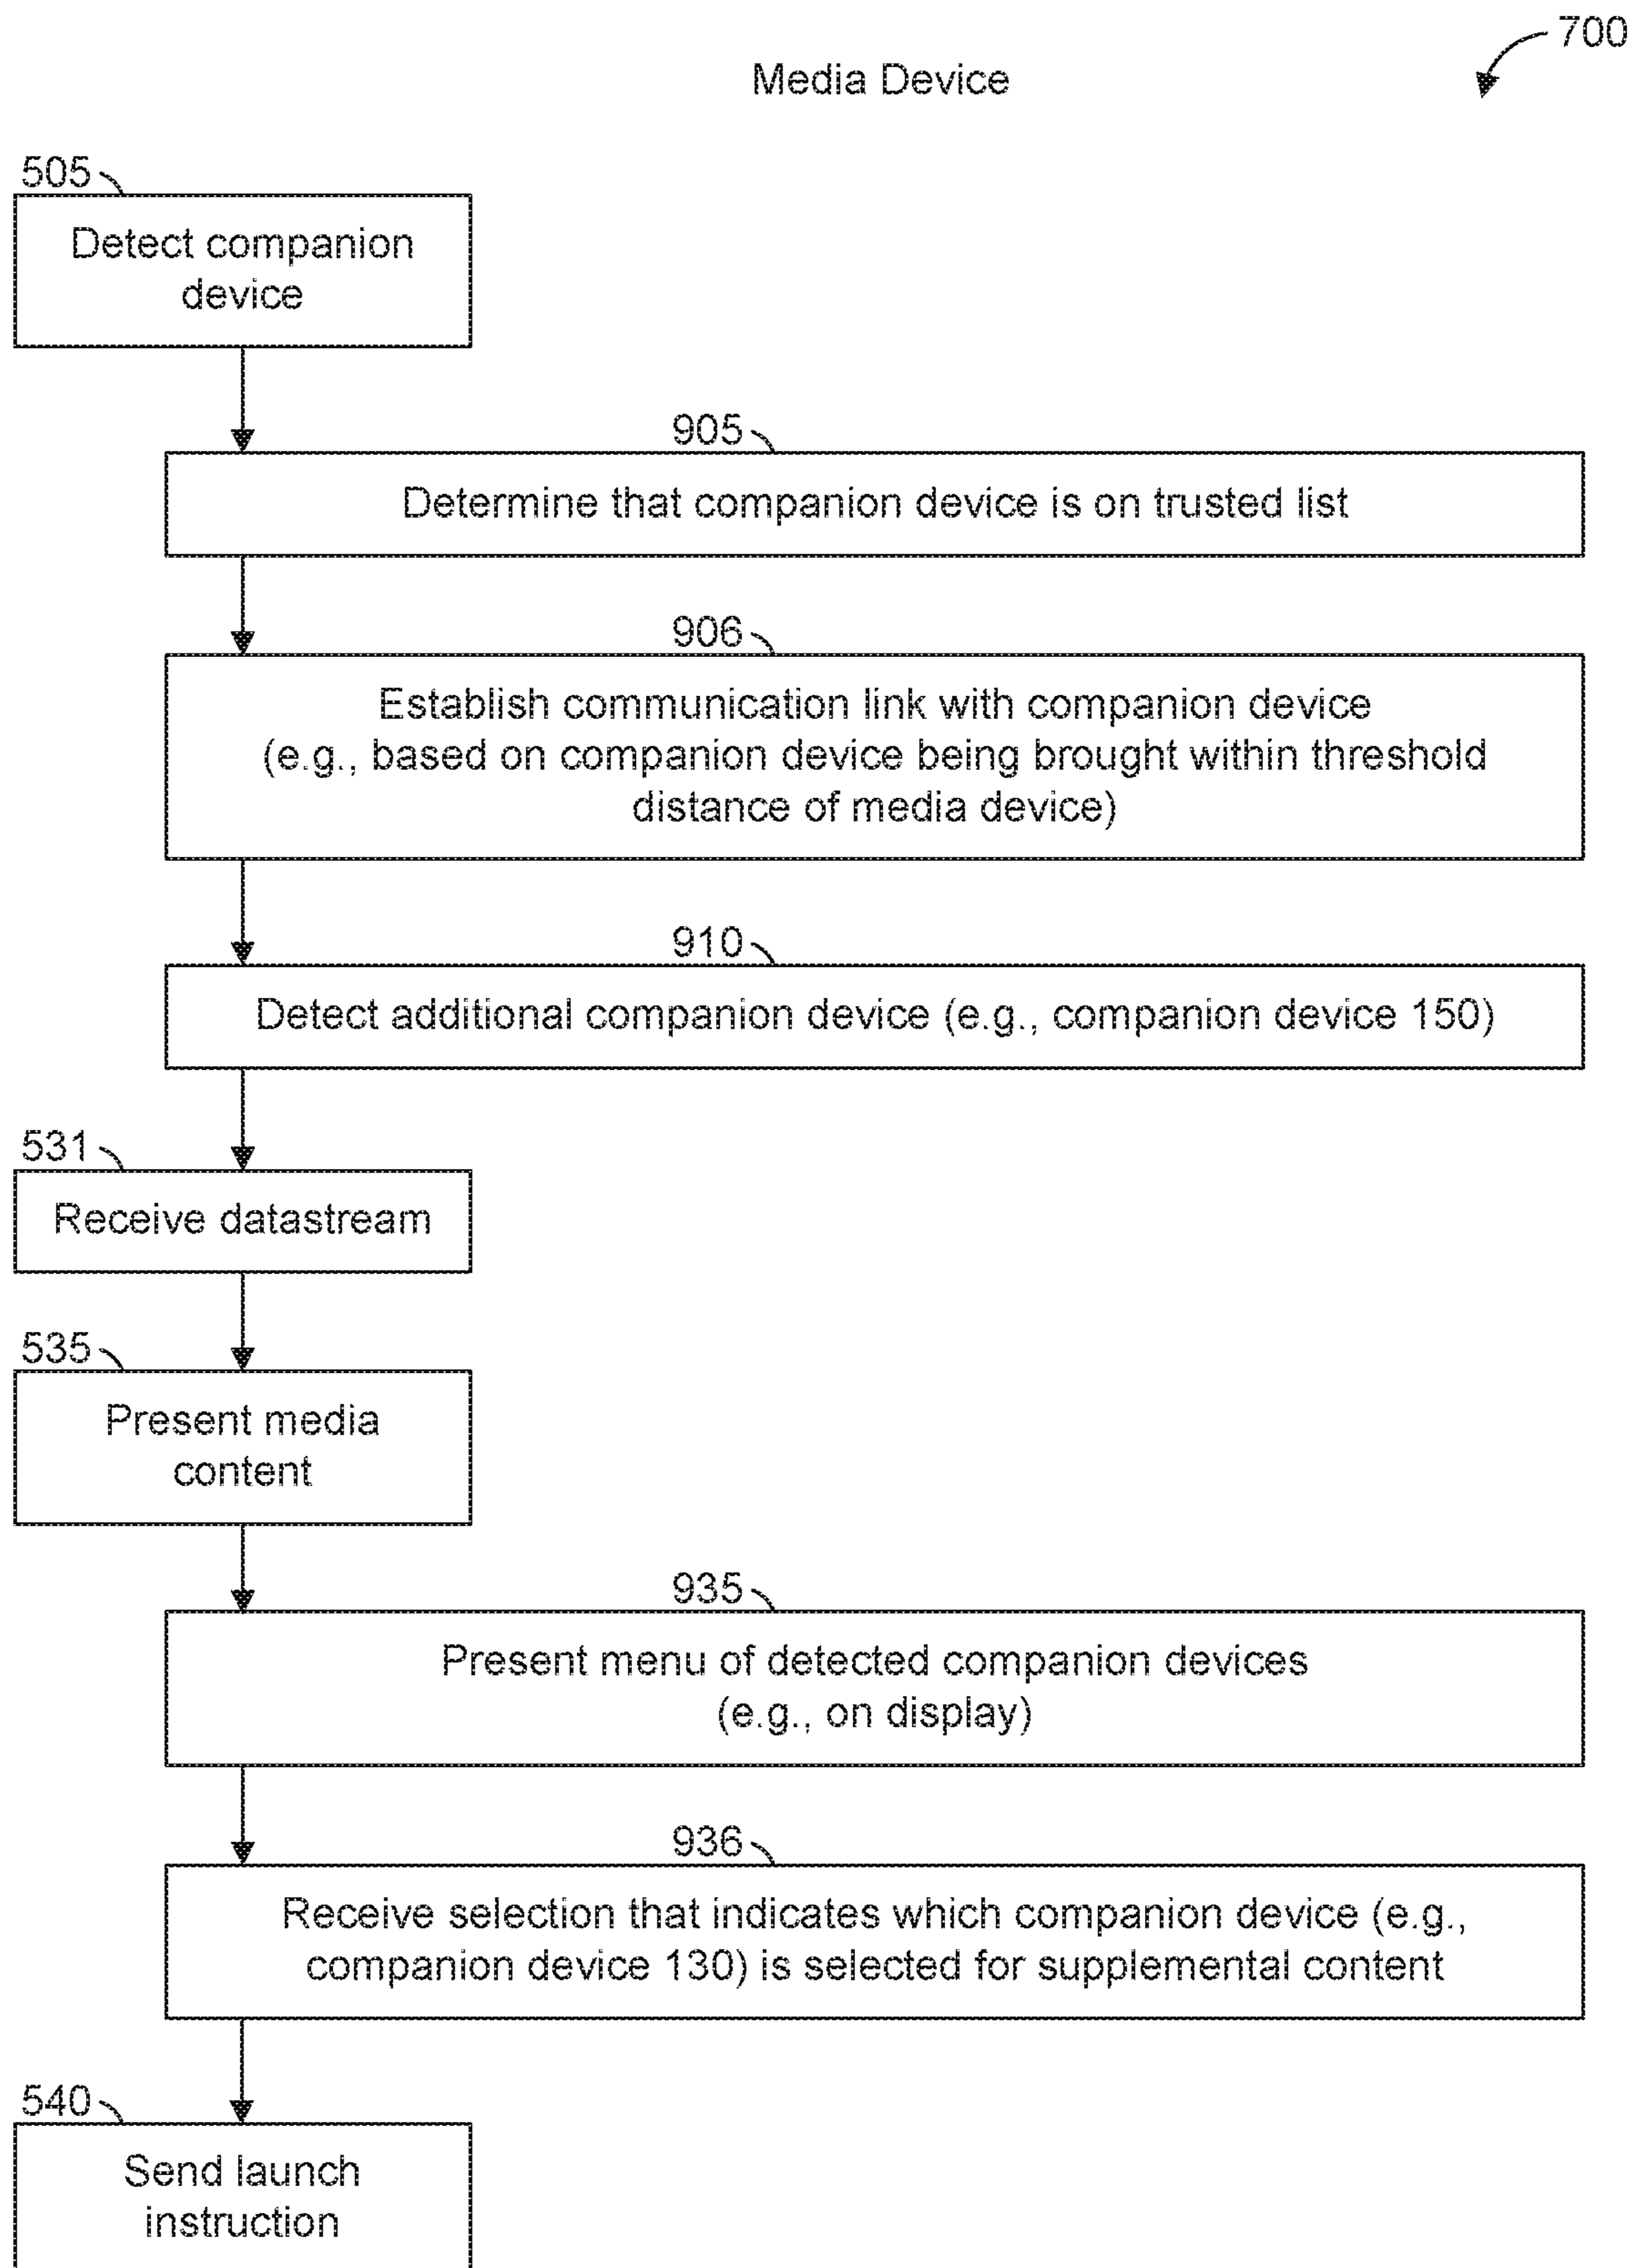 700
Media Device
505
Detect companion
device
905
Determine that companion device is on trusted list
906
Establish communication link with companion device
(e.g., based on companion device being brought within threshold
distance of media device)
910
Detect additional companion device (e.g., companion device 150)
531
Receive datastream
535
Present media
content
935
Present menu of detected companion devices
(e.g., on display)
936
Receive selection that indicates which companion device (e.g.,
companion device 130) is selected for supplemental content
540
Send launch
instruction